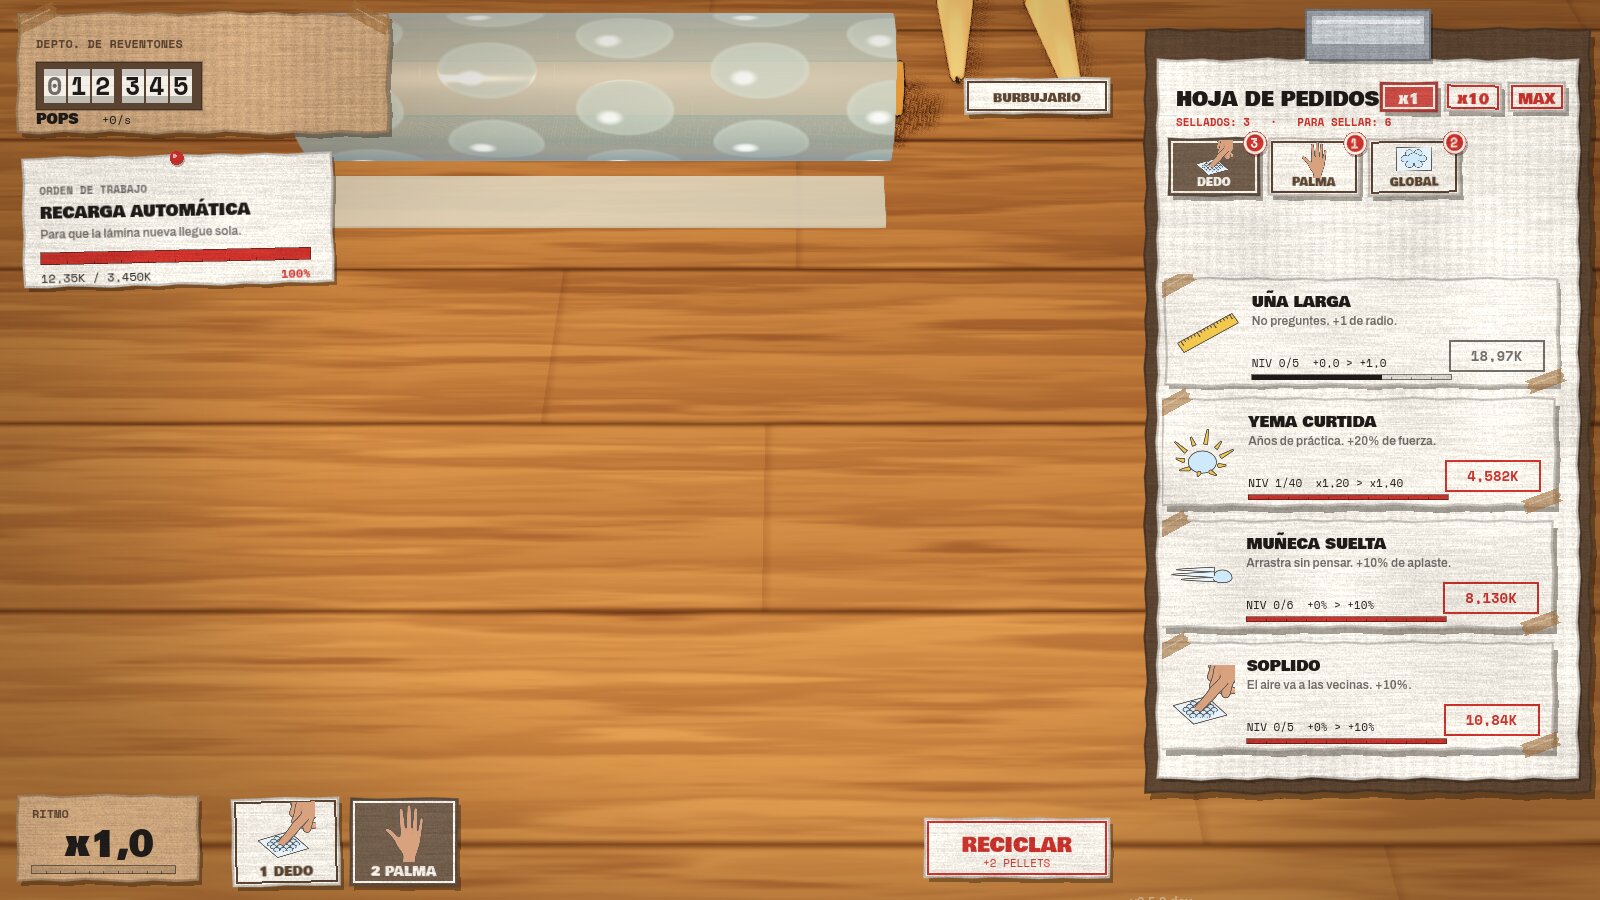 DEPTO. DE REVENTONES
012345
POPS +0/s
ORDEN DE TRABAJO
RECARGA AUTOMÁTICA
Para que la lámina nueva llegue sola.
12,35K / 3,450K 100%
BURBUJARIO
HOJA DE PEDIDOS x1 x10 MAX
SELLADOS: 3 · PARA SELLAR: 6
3 1 2
DEDO PALMA GLOBAL
UÑA LARGA
No preguntes. +1 de radio.
NIV 0/5 +0,0 > +1,0
18,97K
YEMA CURTIDA
Años de práctica. +20% de fuerza.
NIV 1/40 x1,20 > x1,40
4,582K
MUÑECA SUELTA
Arrastra sin pensar. +10% de aplaste.
NIV 0/6 +0% > +10%
8,130K
SOPLIDO
El aire va a las vecinas. +10%.
NIV 0/5 +0% > +10%
10,84K
RITMO
x1,0
1 DEDO
2 PALMA
RECICLAR
+2 PELLETS